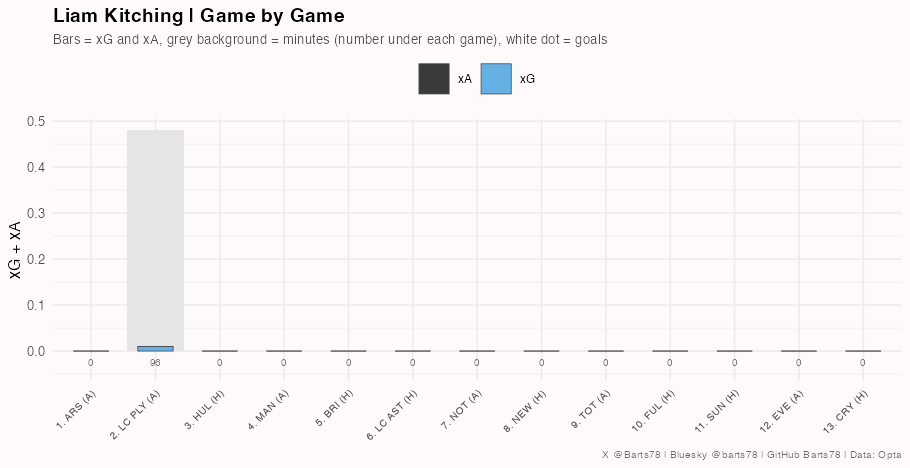 Liam Kitching | Game by Game
Bars = xG and xA, grey background = minutes (number under each game), white dot = goals
xA xG
xG + xA
0.5
0.4
0.3
0.2
0.1
0.0
0 96 0 0 0 0 0 0 0 0 0 0 0
1. ARS (A)
2. LC PLY (A)
3. HUL (H)
4. MAN (A)
5. BRI (H)
6. LC AST (H)
7. NOT (A)
8. NEW (H)
9. TOT (A)
10. FUL (H)
11. SUN (H)
12. EVE (A)
13. CRY (H)
X @Barts78 | Bluesky @barts78 | GitHub Barts78 | Data: Opta